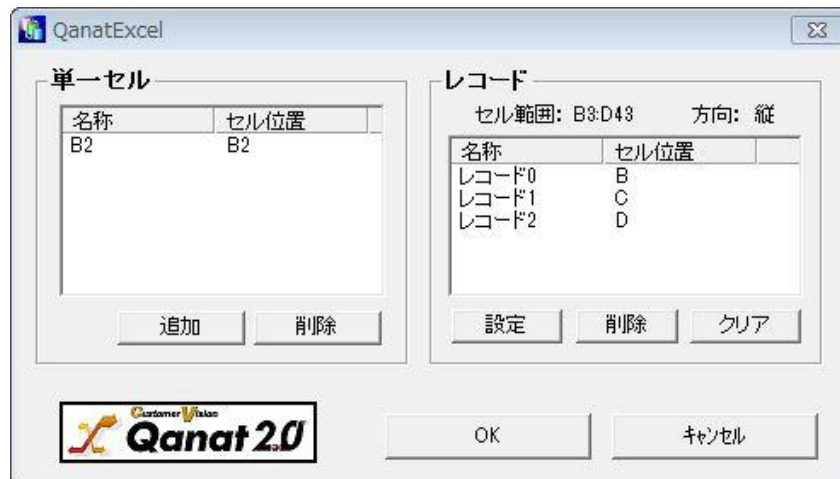 QanatExcel
単一セル
名称 セル位置
B2 B2
追加 削除
レコード
セル範囲: B3:D43 方向: 縦
名称 セル位置
レコード0 B
レコード1 C
レコード2 D
設定 削除 クリア
Customer Vision
Qanat 2.0
OK キャンセル